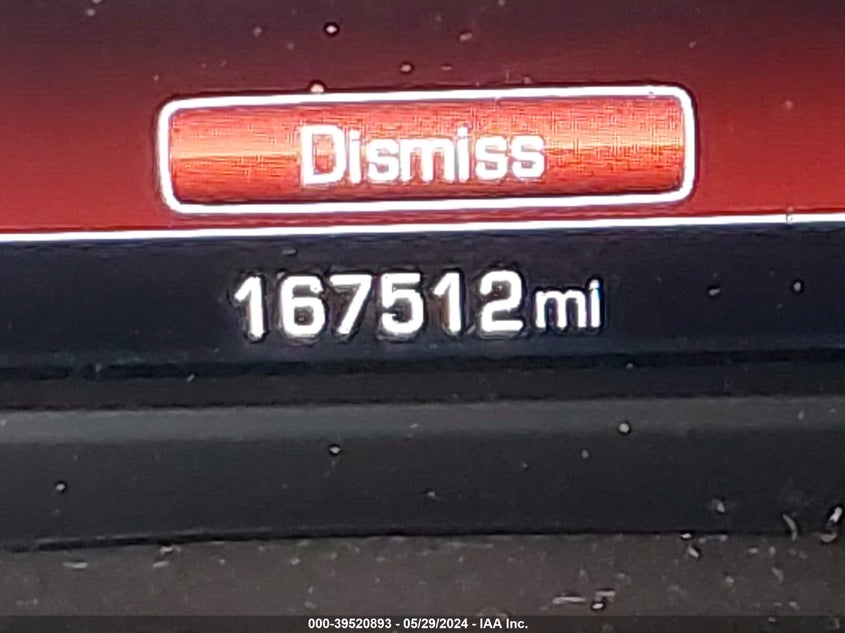 Dismiss
167512mi
000-39520893 - 05/29/2024 - IAA Inc.